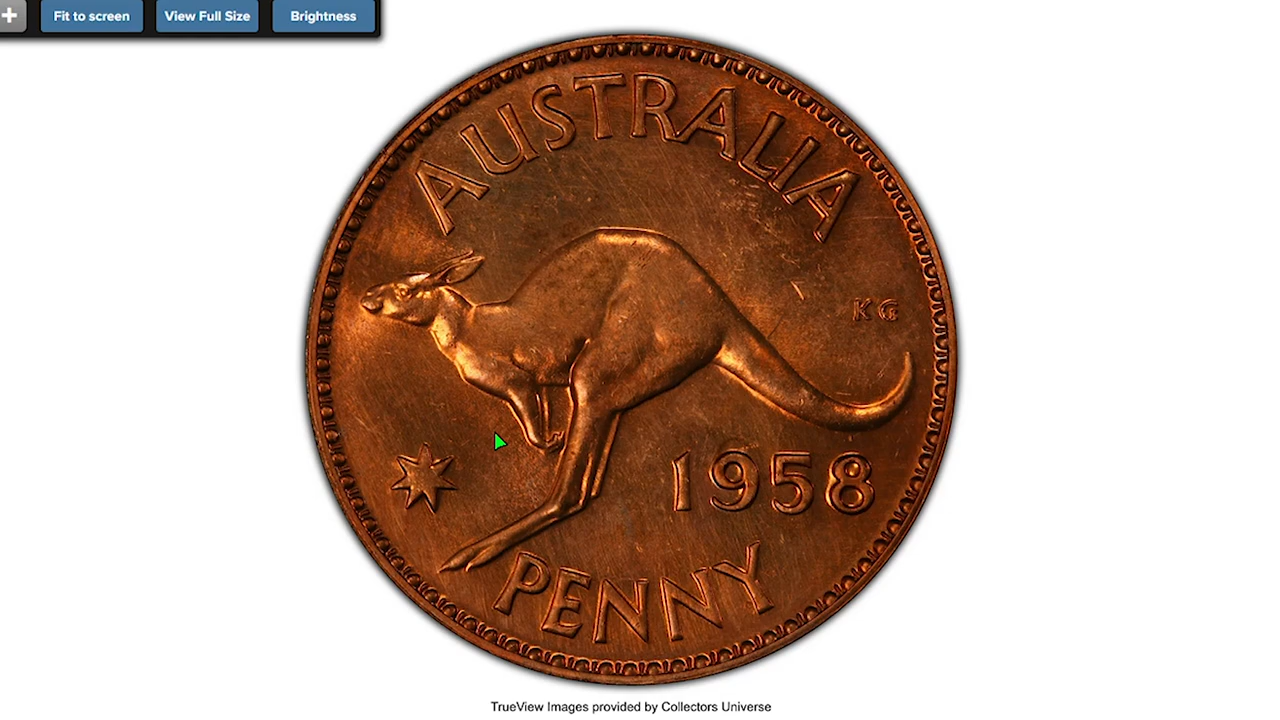 Fit to screen
View Full Size
Brightness
AUSTRALIA
KG
1958
PENNY
TrueView Images provided by Collectors Universe